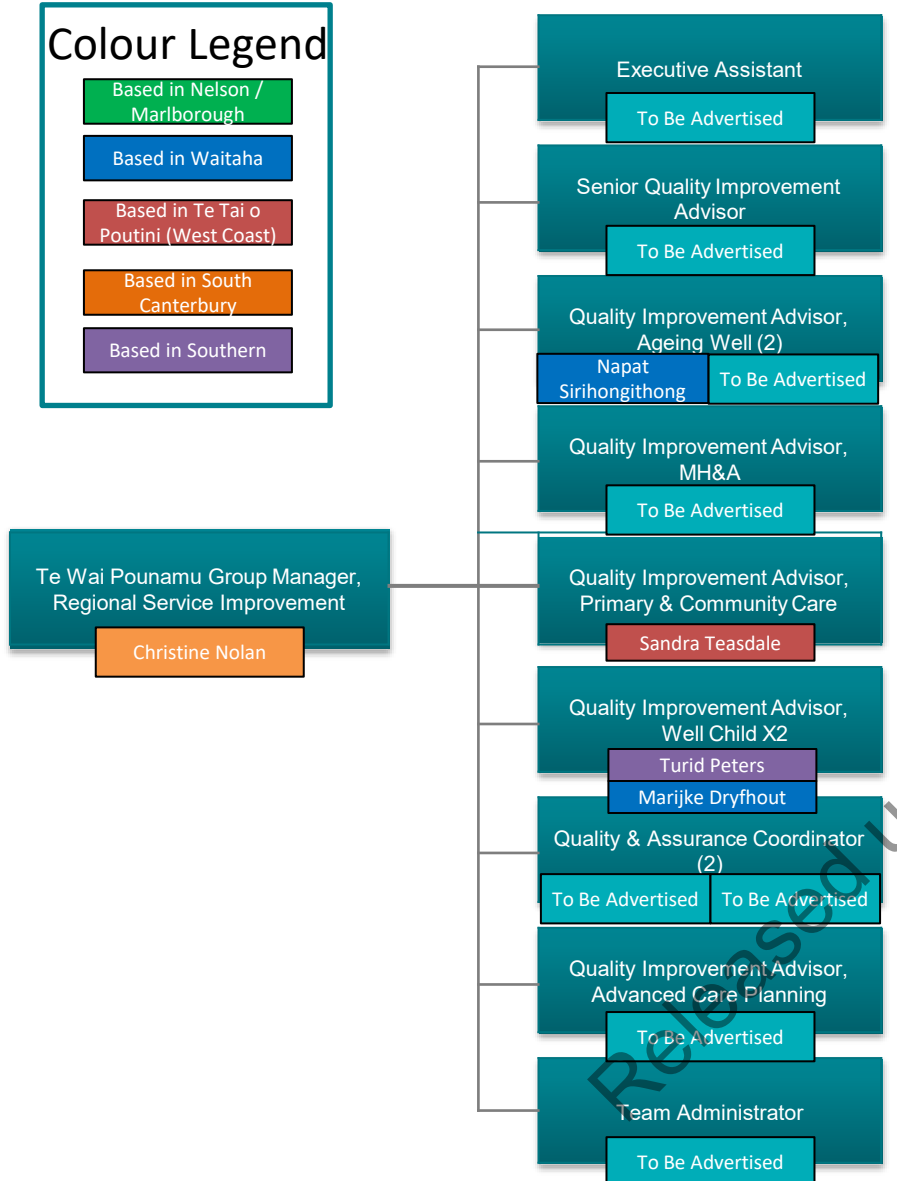 Colour Legend
Based in Nelson /
Marlborough
Based in Waitaha
Based in Te Tai o
Poutini (West Coast)
Based in South
Canterbury
Based in Southern
Te Wai Pounamu Group Manager,
Regional Service Improvement
Christine Nolan
Executive Assistant
To Be Advertised
Senior Quality Improvement
Advisor
To Be Advertised
Quality Improvement Advisor,
Ageing Well (2)
Napat
Sirihongithong
To Be Advertised
Quality Improvement Advisor,
MH&A
To Be Advertised
Quality Improvement Advisor,
Primary & Community Care
Sandra Teasdale
Quality Improvement Advisor,
Well Child X2
Turid Peters
Marijke Dryfhout
Quality & Assurance Coordinator
(2)
To Be Advertised
To Be Advertised
Quality Improvement Advisor,
Advanced Care Planning
To Be Advertised
Team Administrator
To Be Advertised
Released